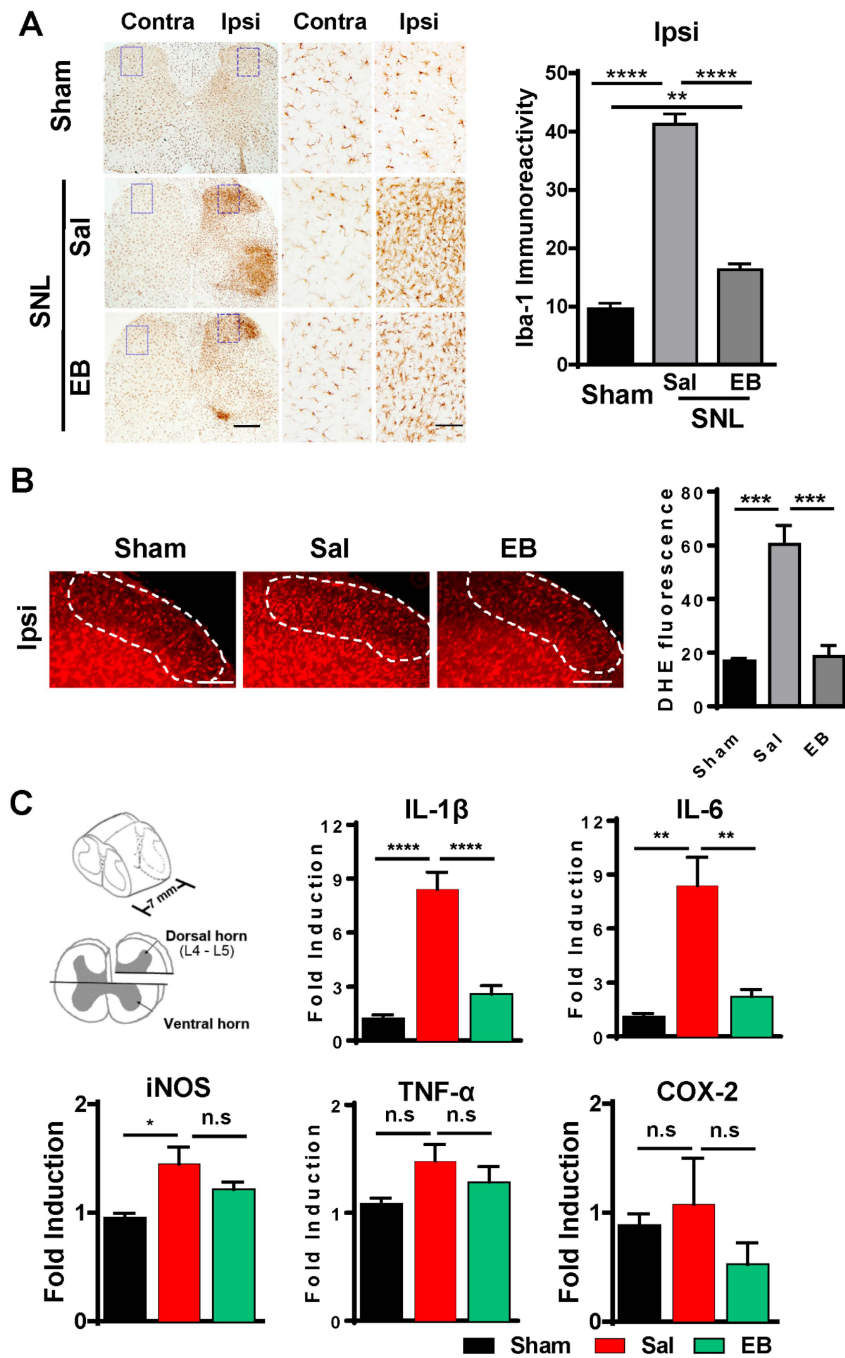 A
Contra Ipsi Contra Ipsi
Sham
SNL
Sal
EB
Ipsi
**** ****
**
50
40
30
20
10
0
Iba-1 Immunoreactivity
Sham
Sal EB
SNL
B
Sham Sal EB
Ipsi
*** ***
80
60
40
20
0
DHE fluorescence
Sham
Sal
EB
C
7 mm
Dorsal horn
(L4 - L5)
Ventral horn
IL-1β
**** ****
12
9
6
3
0
Fold Induction
IL-6
** **
12
9
6
3
0
Fold Induction
iNOS
* n.s
2
1
0
Fold Induction
TNF-α
n.s n.s
2
1
0
Fold Induction
COX-2
n.s n.s
2
1
0
Fold Induction
Sham Sal EB